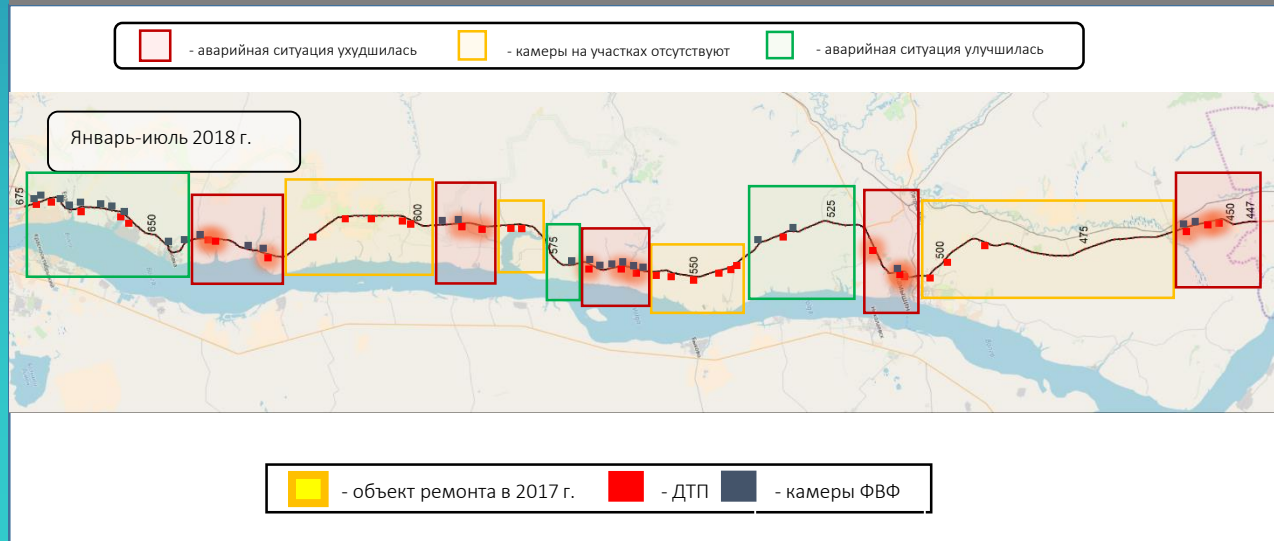 - аварийная ситуация ухудшилась
- камеры на участках отсутствуют
- аварийная ситуация улучшилась
Январь-июль 2018 г.
675
650
600
575
550
525
500
475
450
447
- объект ремонта в 2017 г.
- ДТП
- камеры ФВФ